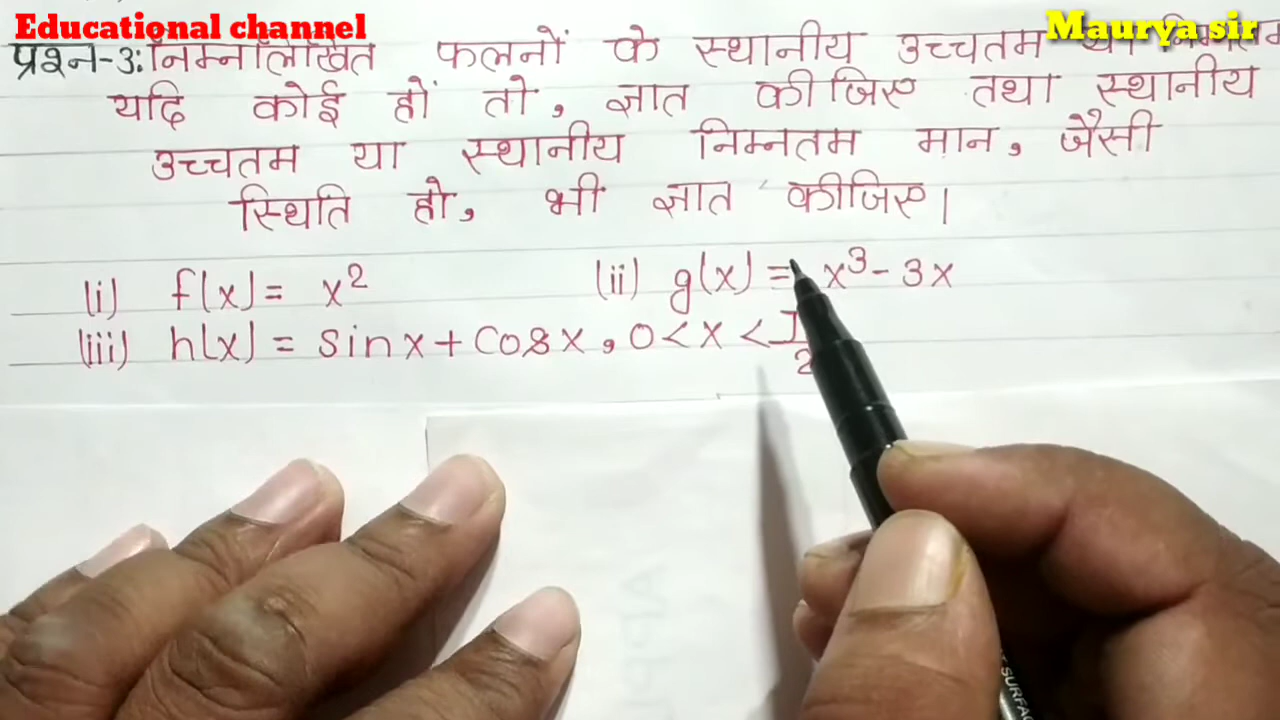 Educational channel
Maurya sir
प्रश्न-3: निम्नलिखित फलनों के स्थानीय उच्चतम या निम्नतम
यदि कोई हों तो, ज्ञात कीजिए तथा स्थानीय
उच्चतम या स्थानीय निम्नतम मान, जैसी
स्थिति हो, भी ज्ञात कीजिए।
(i) f(x) = x² (ii) g(x) = x³ - 3x
(iii) h(x) = sin x + cos x, 0 < x <